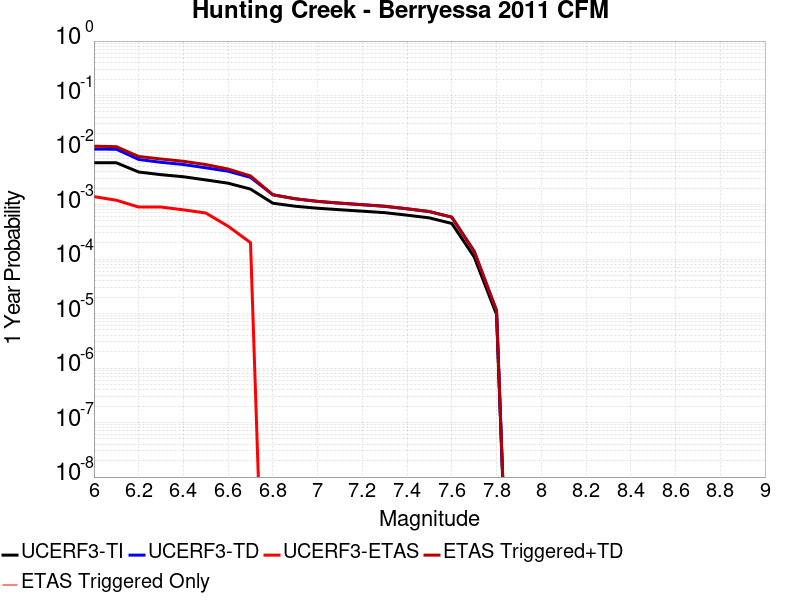 Hunting Creek - Berryessa 2011 CFM
10^0
10^-1
10^-2
10^-3
10^-4
10^-5
10^-6
10^-7
10^-8
1 Year Probability
6 6.2 6.4 6.6 6.8 7 7.2 7.4 7.6 7.8 8 8.2 8.4 8.6 8.8 9
Magnitude
UCERF3-TI UCERF3-TD UCERF3-ETAS ETAS Triggered+TD
ETAS Triggered Only